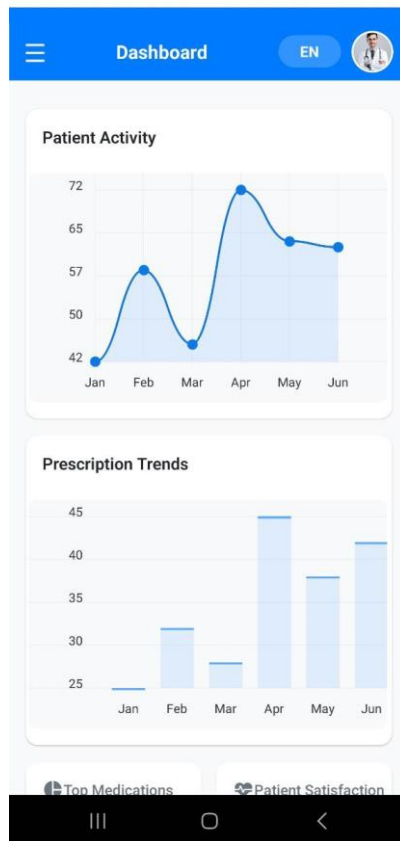 Dashboard EN
Patient Activity
72
65
57
50
42
Jan Feb Mar Apr May Jun
Prescription Trends
45
40
35
30
25
Jan Feb Mar Apr May Jun
Top Medications Patient Satisfaction